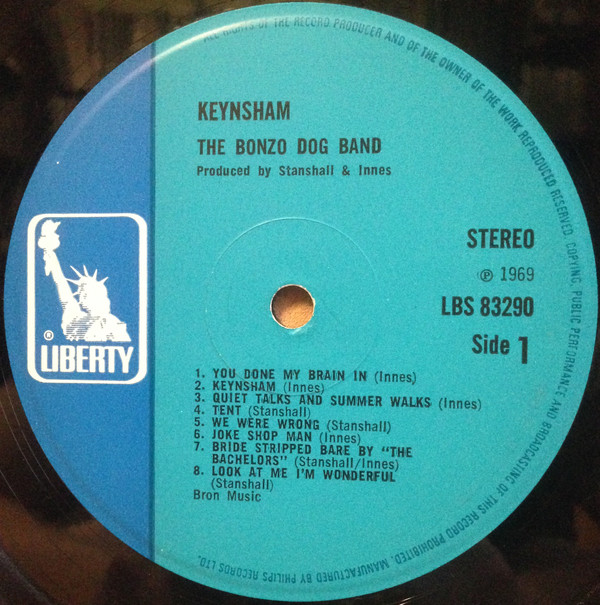 KEYNSHAM
THE BONZO DOG BAND
Produced by Stanshall & Innes
STEREO
Ⓟ 1969
LBS 83290
Side 1
® LIBERTY
1. YOU DONE MY BRAIN IN (Innes)
2. KEYNSHAM (Innes)
3. QUIET TALKS AND SUMMER WALKS (Innes)
4. TENT (Stanshall)
5. WE WERE WRONG (Stanshall)
6. JOKE SHOP MAN (Innes)
7. BRIDE STRIPPED BARE BY "THE
BACHELORS" (Stanshall/Innes)
8. LOOK AT ME I'M WONDERFUL
(Stanshall)
Bron Music
ALL RIGHTS OF THE RECORD PRODUCER AND OF THE OWNER OF THE WORK REPRODUCED RESERVED. COPYING, PUBLIC PERFORMANCE AND BROADCASTING OF THIS RECORD PROHIBITED. MANUFACTURED BY PHILIPS RECORDS LTD.